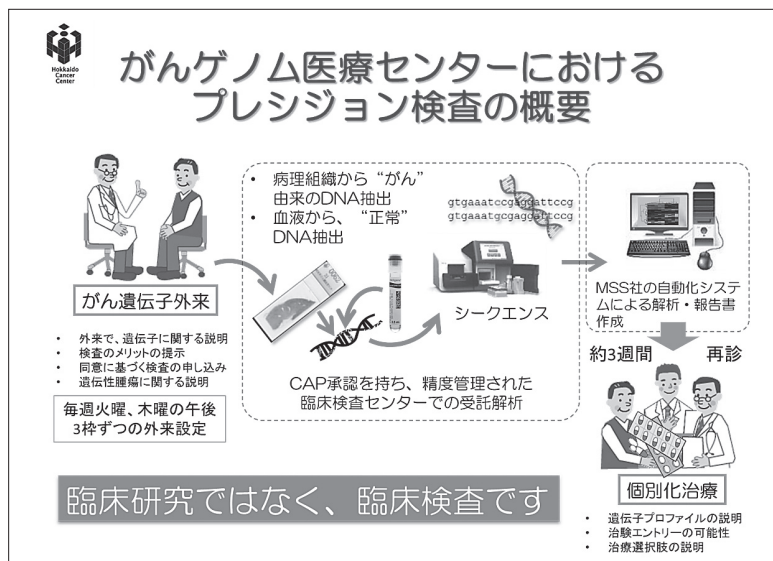 Hokkaido
Cancer
Center
がんゲノム医療センターにおける
プレシジョン検査の概要
• 病理組織から“がん”
由来のDNA抽出
• 血液から、“正常”
DNA抽出
gtgaaatccgaggattccg
gtgaaatgcgaggattccg
シークエンス
CAP承認を持ち、精度管理された
臨床検査センターでの受託解析
MSS社の自動化システ
ムによる解析・報告書
作成
がん遺伝子外来
• 外来で、遺伝子に関する説明
• 検査のメリットの提示
• 同意に基づく検査の申し込み
• 遺伝性腫瘍に関する説明
毎週火曜、木曜の午後
3枠ずつの外来設定
約3週間 再診
個別化治療
• 遺伝子プロファイルの説明
• 治験エントリーの可能性
• 治療選択肢の説明
臨床研究ではなく、臨床検査です